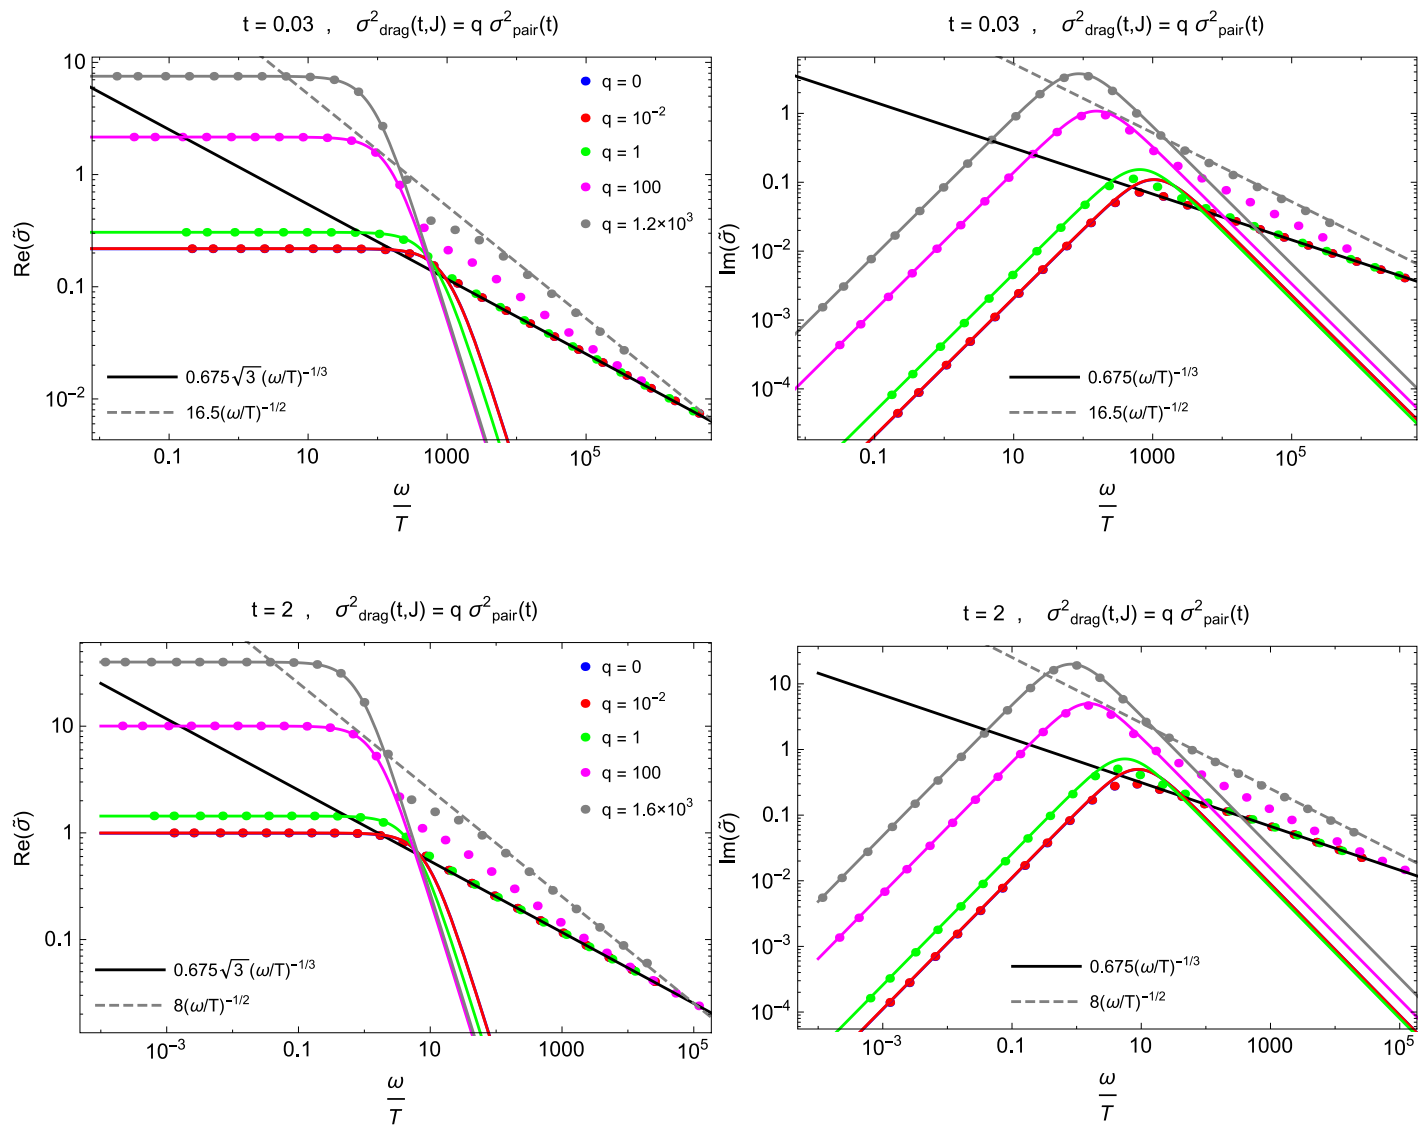 t = 0.03 , σ²drag(t,J) = q σ²pair(t)
10
1
0.1
10⁻²
Re(σ̃)
q = 0
q = 10⁻²
q = 1
q = 100
q = 1.2×10³
0.675√3 (ω/T)⁻¹/³
16.5(ω/T)⁻¹/²
0.1 10 1000 10⁵
ω/T
t = 0.03 , σ²drag(t,J) = q σ²pair(t)
1
0.1
10⁻²
10⁻³
10⁻⁴
Im(σ̃)
0.675(ω/T)⁻¹/³
16.5(ω/T)⁻¹/²
0.1 10 1000 10⁵
ω/T
t = 2 , σ²drag(t,J) = q σ²pair(t)
10
1
0.1
Re(σ̃)
q = 0
q = 10⁻²
q = 1
q = 100
q = 1.6×10³
0.675√3 (ω/T)⁻¹/³
8(ω/T)⁻¹/²
10⁻³ 0.1 10 1000 10⁵
ω/T
t = 2 , σ²drag(t,J) = q σ²pair(t)
10
1
0.1
10⁻²
10⁻³
10⁻⁴
Im(σ̃)
0.675(ω/T)⁻¹/³
8(ω/T)⁻¹/²
10⁻³ 0.1 10 1000 10⁵
ω/T